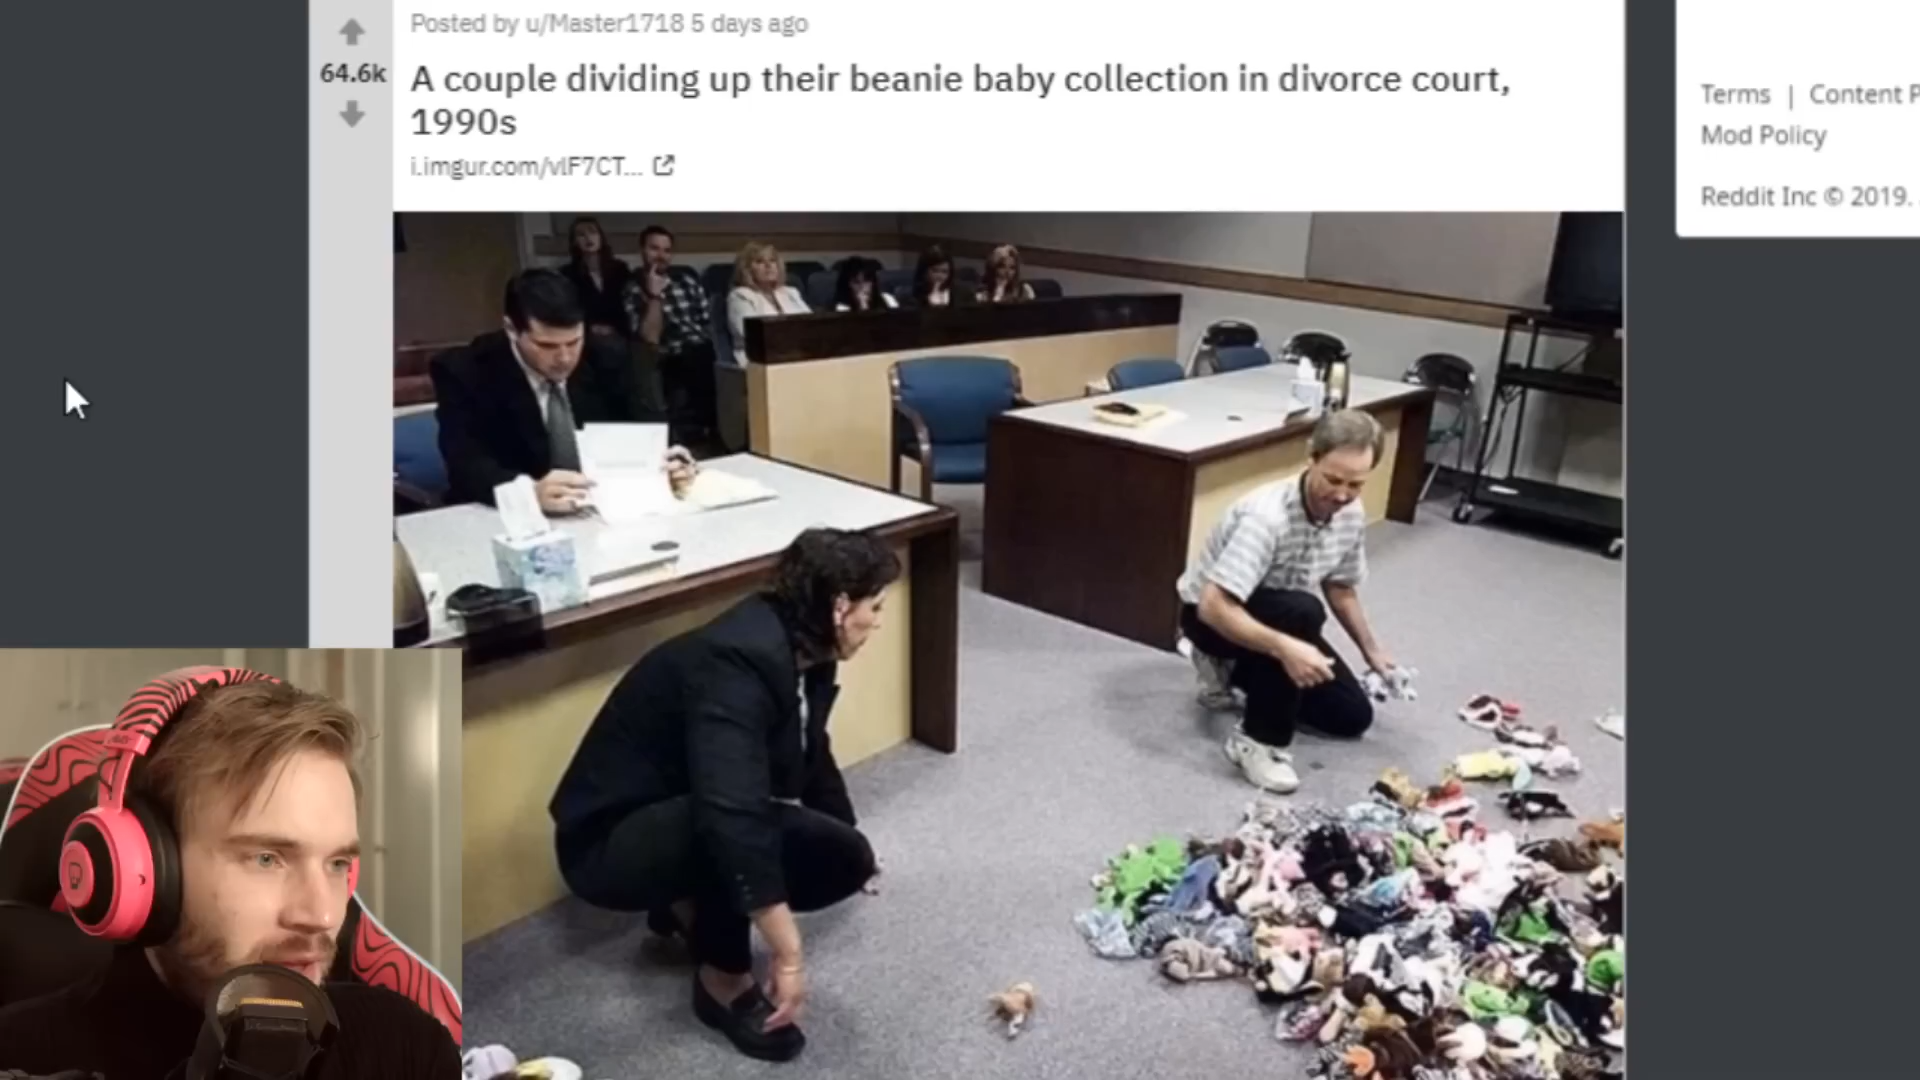 Posted by u/Master1718 5 days ago
64.6k
A couple dividing up their beanie baby collection in divorce court,
1990s
i.imgur.com/vlF7CT...
Terms | Content P
Mod Policy
Reddit Inc © 2019.